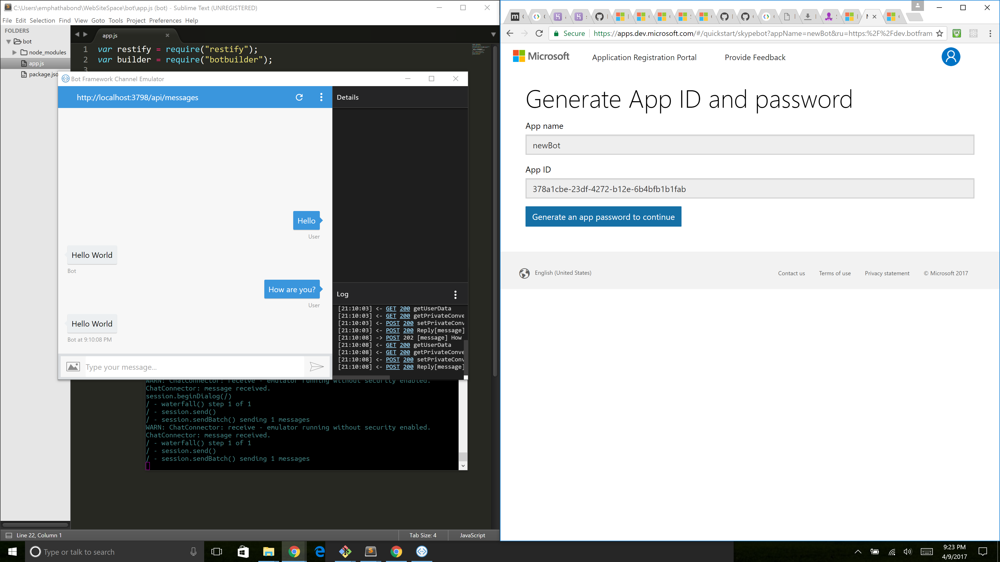 C:\Users\emphathabond\WebSiteSpace\bot\app.js (bot) - Sublime Text (UNREGISTERED)
File Edit Selection Find View Goto Tools Project Preferences Help
FOLDERS
bot
node_modules
app.js
package.jso
app.js
1 var restify = require("restify");
2 var builder = require("botbuilder");
3
Bot Framework Channel Emulator
http://localhost:3798/api/messages
Details
Hello
User
Hello World
Bot
How are you?
User
Hello World
Bot at 9:10:08 PM
Type your message...
Log
[21:10:03] <- GET 200 getUserData
[21:10:03] <- GET 200 getPrivateConve
[21:10:03] <- POST 200 setPrivateConv
[21:10:03] <- POST 200 Reply[message]
[21:10:08] -> POST 202 [message] How
[21:10:08] <- GET 200 getUserData
[21:10:08] <- GET 200 getPrivateConve
[21:10:08] <- POST 200 setPrivateConv
[21:10:08] <- POST 200 Reply[message]
WARN: ChatConnector: receive - emulator running without security enabled.
ChatConnector: message received.
session.beginDialog(/)
/ - waterfall() step 1 of 1
/ - session.send()
/ - session.sendBatch() sending 1 messages
WARN: ChatConnector: receive - emulator running without security enabled.
ChatConnector: message received.
/ - waterfall() step 1 of 1
/ - session.send()
/ - session.sendBatch() sending 1 messages
Line 22, Column 1
Tab Size: 4
JavaScript
Secure
https://apps.dev.microsoft.com/#/quickstart/skypebot?appName=newBot&ru=https:%2F%2Fdev.botfram
Microsoft
Application Registration Portal
Provide Feedback
Generate App ID and password
App name
newBot
App ID
378a1cbe-23df-4272-b12e-6b4bfb1b1fab
Generate an app password to continue
English (United States)
Contact us
Terms of use
Privacy statement
© Microsoft 2017
Type or talk to search
9:23 PM
4/9/2017